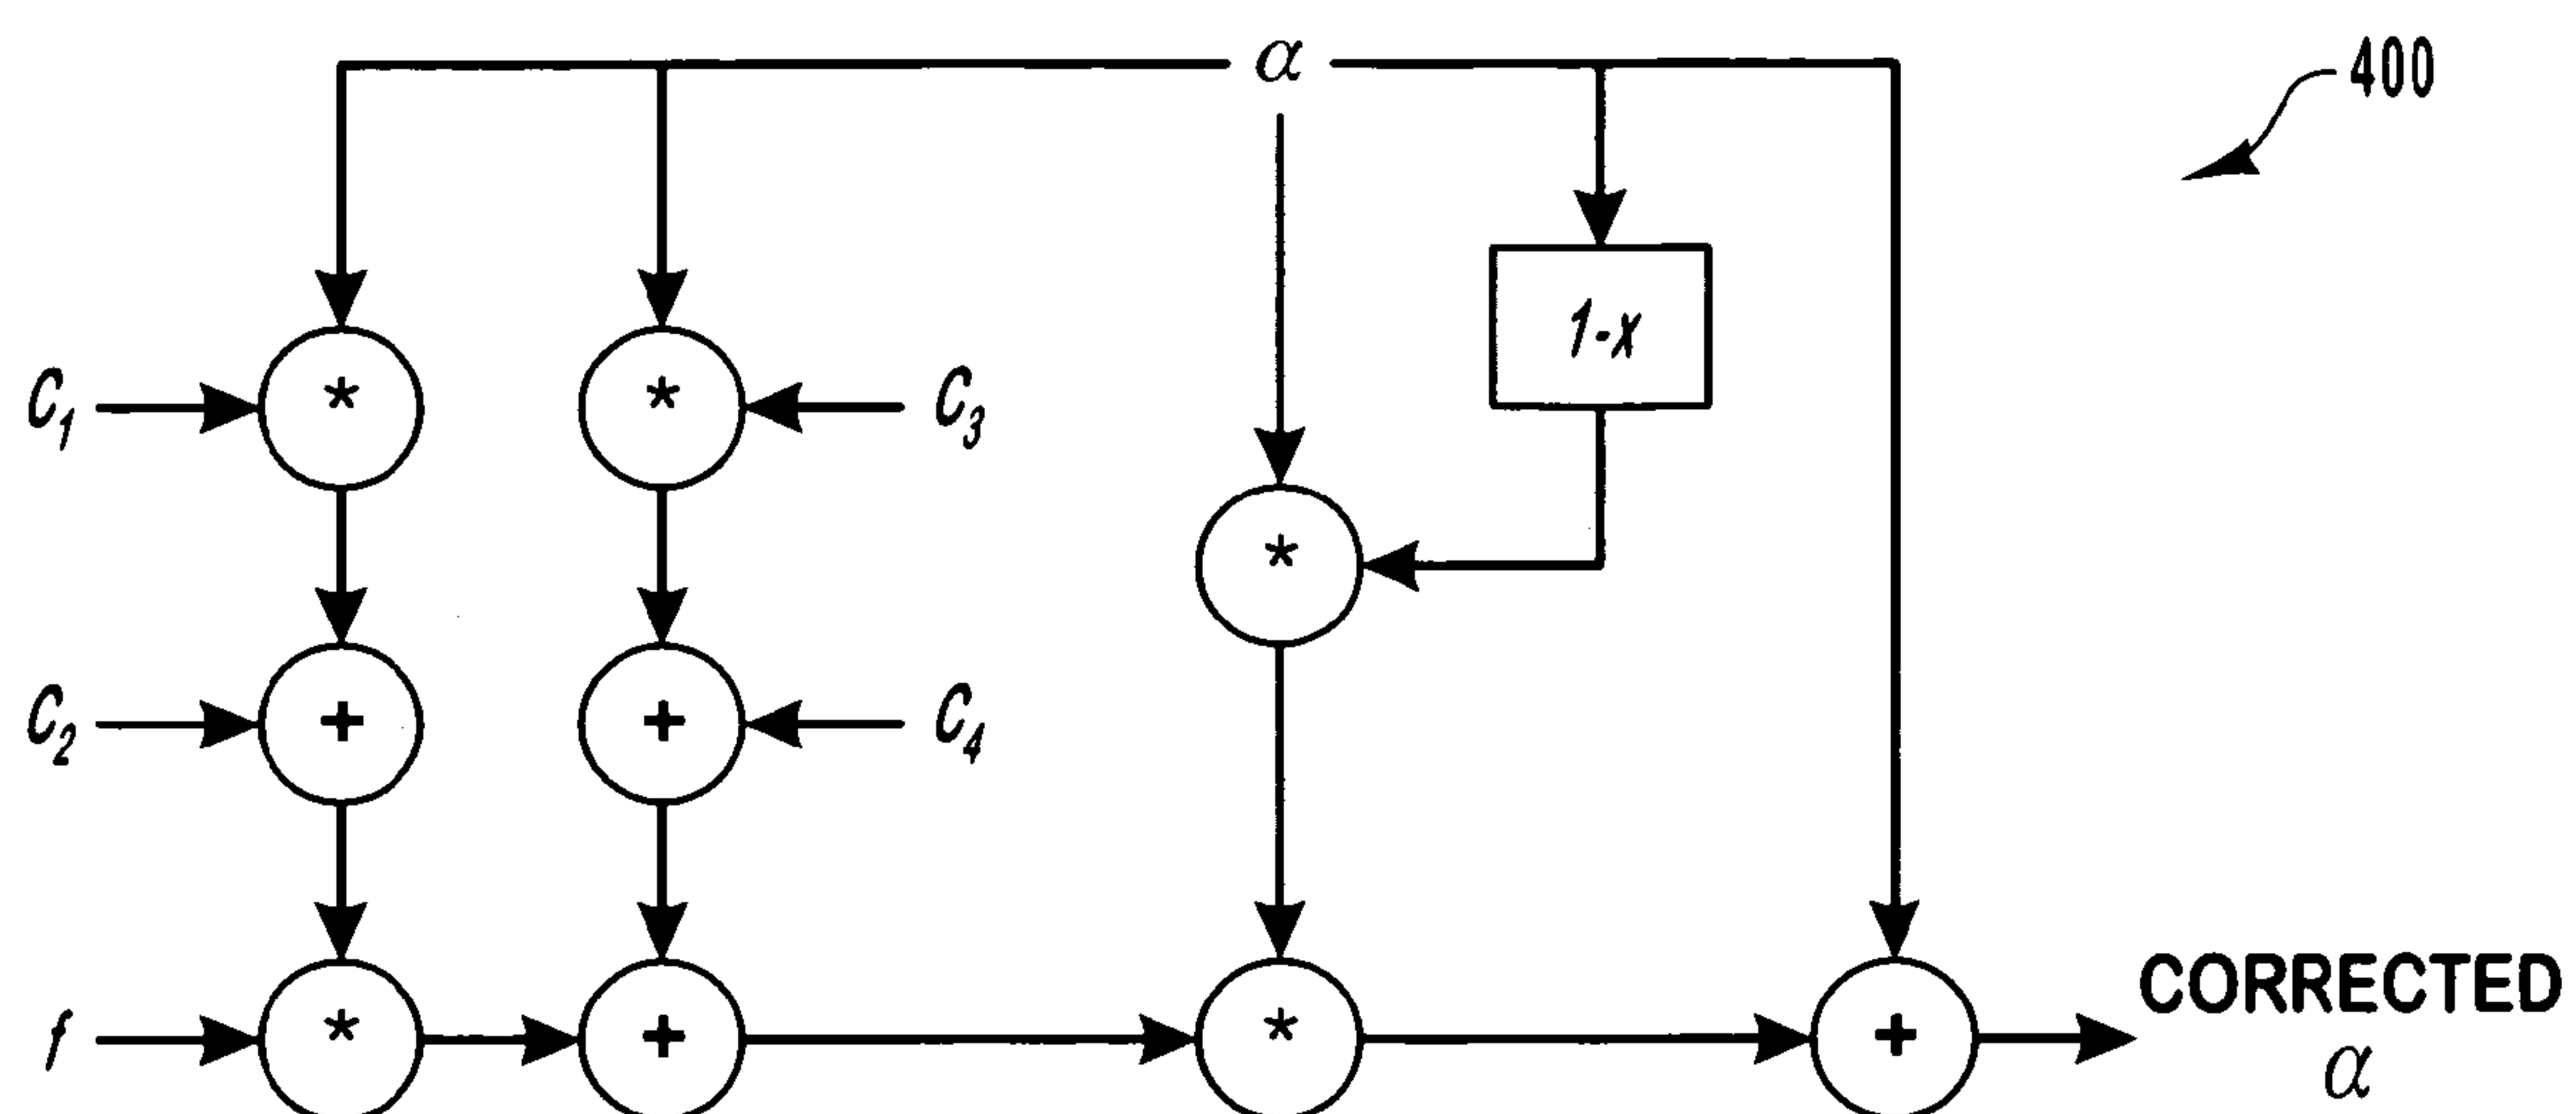 α
400
1-x
C₁
*
*
C₃
*
C₂
+
+
C₄
f
*
+
*
+
CORRECTED
α